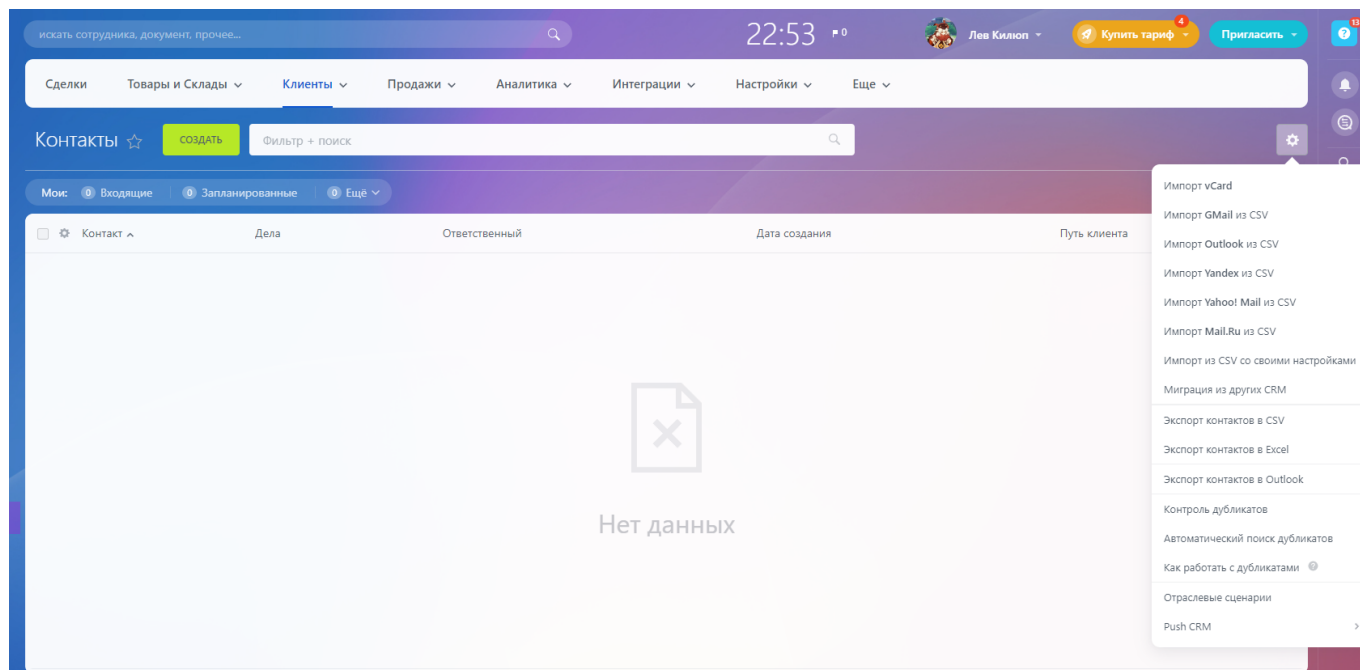 искать сотрудника, документ, прочее...
22:53
0
Лев Килюп
Купить тариф
4
Пригласить
?
13
Сделки
Товары и Склады
Клиенты
Продажи
Аналитика
Интеграции
Настройки
Еще
Контакты
СОЗДАТЬ
Фильтр + поиск
Мои:
0 Входящие
0 Запланированные
0 Ещё
Контакт
Дела
Ответственный
Дата создания
Путь клиента
Нет данных
Импорт vCard
Импорт GMail из CSV
Импорт Outlook из CSV
Импорт Yandex из CSV
Импорт Yahoo! Mail из CSV
Импорт Mail.Ru из CSV
Импорт из CSV со своими настройками
Миграция из других CRM
Экспорт контактов в CSV
Экспорт контактов в Excel
Экспорт контактов в Outlook
Контроль дубликатов
Автоматический поиск дубликатов
Как работать с дубликатами ?
Отраслевые сценарии
Push CRM